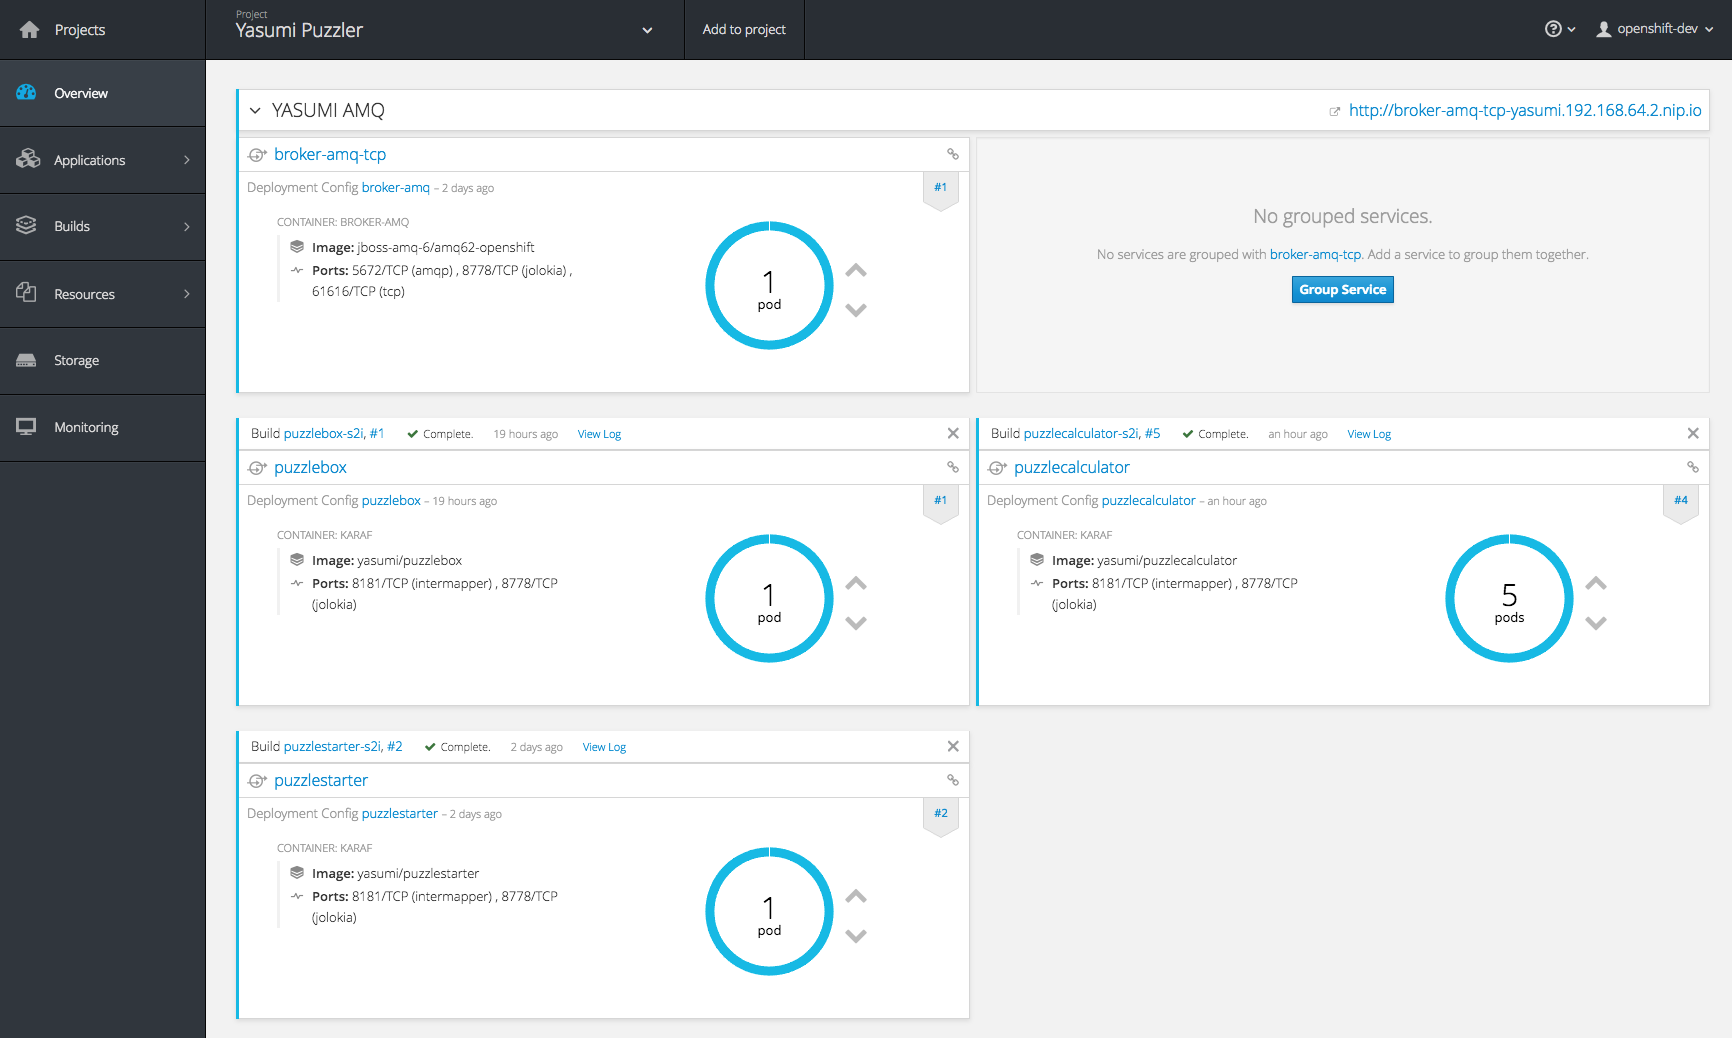 Projects
Project
Yasumi Puzzler
Add to project
openshift-dev
Overview
Applications
Builds
Resources
Storage
Monitoring
YASUMI AMQ
http://broker-amq-tcp-yasumi.192.168.64.2.nip.io
broker-amq-tcp
Deployment Config broker-amq – 2 days ago
#1
CONTAINER: BROKER-AMQ
Image: jboss-amq-6/amq62-openshift
Ports: 5672/TCP (amqp) , 8778/TCP (jolokia) ,
61616/TCP (tcp)
1
pod
No grouped services.
No services are grouped with broker-amq-tcp. Add a service to group them together.
Group Service
Build puzzlebox-s2i, #1 Complete. 19 hours ago View Log
puzzlebox
Deployment Config puzzlebox – 19 hours ago
#1
CONTAINER: KARAF
Image: yasumi/puzzlebox
Ports: 8181/TCP (intermapper) , 8778/TCP
(jolokia)
1
pod
Build puzzlecalculator-s2i, #5 Complete. an hour ago View Log
puzzlecalculator
Deployment Config puzzlecalculator – an hour ago
#4
CONTAINER: KARAF
Image: yasumi/puzzlecalculator
Ports: 8181/TCP (intermapper) , 8778/TCP
(jolokia)
5
pods
Build puzzlestarter-s2i, #2 Complete. 2 days ago View Log
puzzlestarter
Deployment Config puzzlestarter – 2 days ago
#2
CONTAINER: KARAF
Image: yasumi/puzzlestarter
Ports: 8181/TCP (intermapper) , 8778/TCP
(jolokia)
1
pod